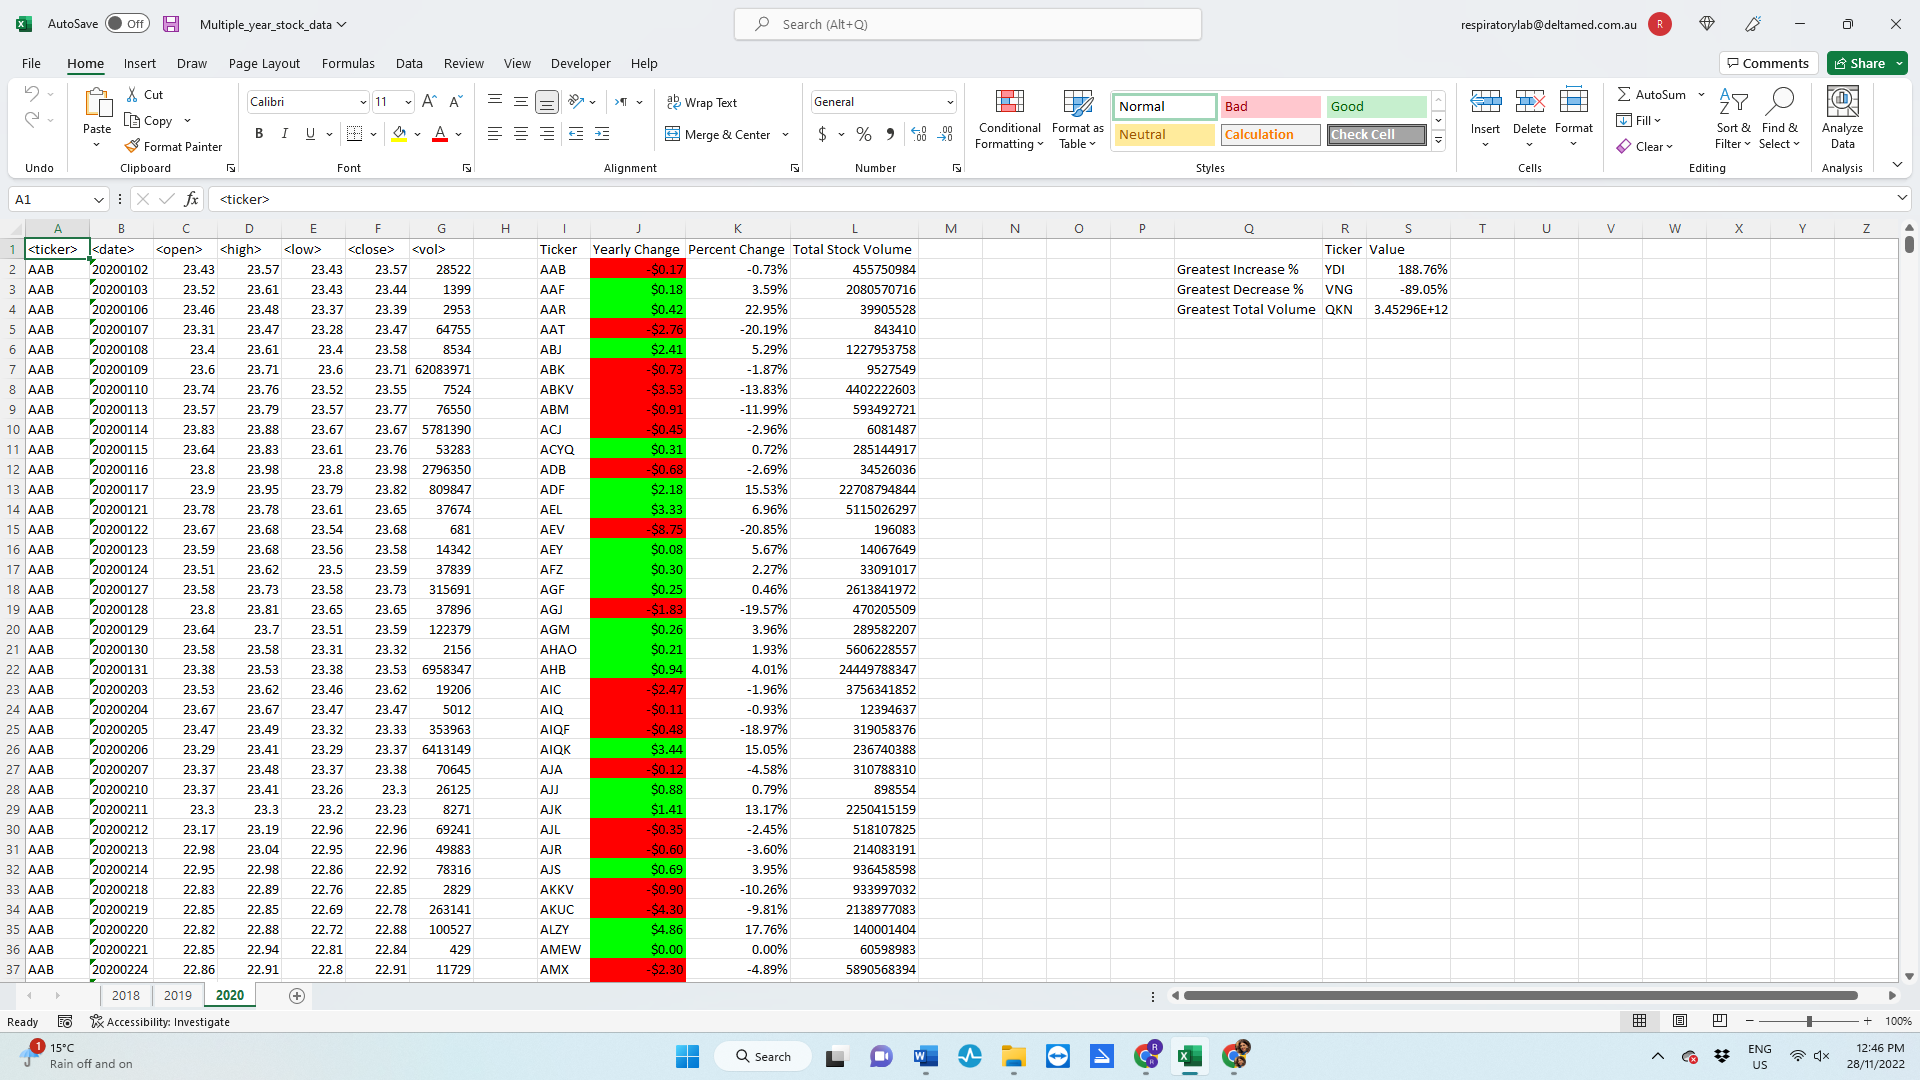 AutoSave Off Multiple_year_stock_data Search (Alt+Q) respiratorylab@deltamed.com.au R
File Home Insert Draw Page Layout Formulas Data Review View Developer Help Comments Share
Cut Copy Format Painter Paste
Calibri 11 B I U A
Wrap Text Merge & Center
General $ % 
Conditional Formatting Format as Table
Normal Bad Good
Neutral Calculation Check Cell
Insert Delete Format
AutoSum Fill Clear Sort & Filter Find & Select Analyze Data
Undo Clipboard Font Alignment Number Styles Cells Editing Analysis
A1 fx <ticker>
A B C D E F G H I J K L M N O P Q R S T U V W X Y Z
1 <ticker> <date> <open> <high> <low> <close> <vol> Ticker Yearly Change Percent Change Total Stock Volume Ticker Value
2 AAB 20200102 23.43 23.57 23.43 23.57 28522 AAB -$0.17 -0.73% 455750984 Greatest Increase % YDI 188.76%
3 AAB 20200103 23.52 23.61 23.43 23.44 1399 AAF $0.18 3.59% 2080570716 Greatest Decrease % VNG -89.05%
4 AAB 20200106 23.46 23.48 23.37 23.39 2953 AAR $0.42 22.95% 39905528 Greatest Total Volume QKN 3.45296E+12
5 AAB 20200107 23.31 23.47 23.28 23.47 64755 AAT -$2.76 -20.19% 843410
6 AAB 20200108 23.4 23.61 23.4 23.58 8534 ABJ $2.41 5.29% 1227953758
7 AAB 20200109 23.6 23.71 23.6 23.71 62083971 ABK -$0.73 -1.87% 9527549
8 AAB 20200110 23.74 23.76 23.52 23.55 7524 ABKV -$3.53 -13.83% 4402222603
9 AAB 20200113 23.57 23.79 23.57 23.77 76550 ABM -$0.91 -11.99% 593492721
10 AAB 20200114 23.83 23.88 23.67 23.67 5781390 ACJ -$0.45 -2.96% 6081487
11 AAB 20200115 23.64 23.83 23.61 23.76 53283 ACYQ $0.31 0.72% 285144917
12 AAB 20200116 23.8 23.98 23.8 23.98 2796350 ADB -$0.68 -2.69% 34526036
13 AAB 20200117 23.9 23.95 23.79 23.82 809847 ADF $2.18 15.53% 22708794844
14 AAB 20200121 23.78 23.78 23.61 23.65 37674 AEL $3.33 6.96% 5115026297
15 AAB 20200122 23.67 23.68 23.54 23.68 681 AEV -$8.75 -20.85% 196083
16 AAB 20200123 23.59 23.68 23.56 23.58 14342 AEY $0.08 5.67% 14067649
17 AAB 20200124 23.51 23.62 23.5 23.59 37839 AFZ $0.30 2.27% 33091017
18 AAB 20200127 23.58 23.73 23.58 23.73 315691 AGF $0.25 0.46% 2613841972
19 AAB 20200128 23.8 23.81 23.65 23.65 37896 AGJ -$1.83 -19.57% 470205509
20 AAB 20200129 23.64 23.7 23.51 23.59 122379 AGM $0.26 3.96% 289582207
21 AAB 20200130 23.58 23.58 23.31 23.32 2156 AHAO $0.21 1.93% 5606228557
22 AAB 20200131 23.38 23.53 23.38 23.53 6958347 AHB $0.94 4.01% 24449788347
23 AAB 20200203 23.53 23.62 23.46 23.62 19206 AIC -$2.47 -1.96% 3756341852
24 AAB 20200204 23.67 23.67 23.47 23.47 5012 AIQ -$0.11 -0.93% 12394637
25 AAB 20200205 23.47 23.49 23.32 23.33 353963 AIQF -$0.48 -18.97% 319058376
26 AAB 20200206 23.29 23.41 23.29 23.37 6413149 AIQK $3.44 15.05% 236740388
27 AAB 20200207 23.37 23.48 23.37 23.38 70645 AJA -$0.12 -4.58% 310788310
28 AAB 20200210 23.37 23.41 23.26 23.3 26125 AJJ $0.88 0.79% 898554
29 AAB 20200211 23.3 23.3 23.2 23.23 8271 AJK $1.41 13.17% 2250415159
30 AAB 20200212 23.17 23.19 22.96 22.96 69241 AJL -$0.35 -2.45% 518107825
31 AAB 20200213 22.98 23.04 22.95 22.96 49883 AJR -$0.60 -3.60% 214083191
32 AAB 20200214 22.95 22.98 22.86 22.92 78316 AJS $0.69 3.95% 936458598
33 AAB 20200218 22.83 22.89 22.76 22.85 2829 AKKV -$0.90 -10.26% 933997032
34 AAB 20200219 22.85 22.85 22.69 22.78 263141 AKUC -$4.30 -9.81% 2138977083
35 AAB 20200220 22.82 22.88 22.72 22.88 100527 ALZY $4.86 17.76% 140001404
36 AAB 20200221 22.85 22.94 22.81 22.84 429 AMEW $0.00 0.00% 60598983
37 AAB 20200224 22.86 22.91 22.8 22.91 11729 AMX -$2.30 -4.89% 5890568394
2018 2019 2020
Ready Accessibility: Investigate 100%
1 15°C Rain off and on Search ENG US 12:46 PM 28/11/2022